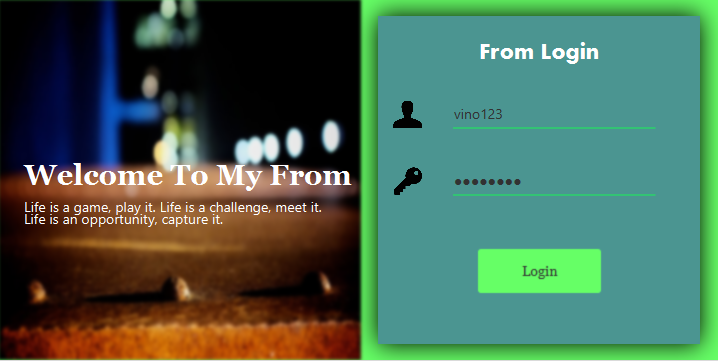 Welcome To My From
Life is a game, play it. Life is a challenge, meet it.
Life is an opportunity, capture it.
From Login
vino123
••••••••
Login